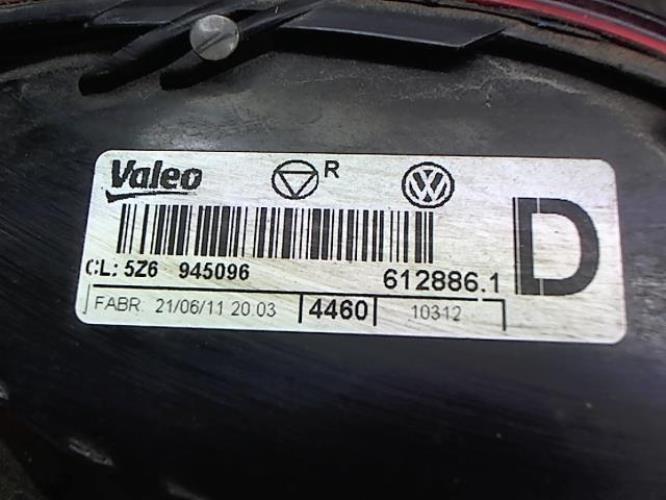 Valeo R
D
CL: 5Z6 945096 612886.1
FABR. 21/06/11 20:03 4460 10312